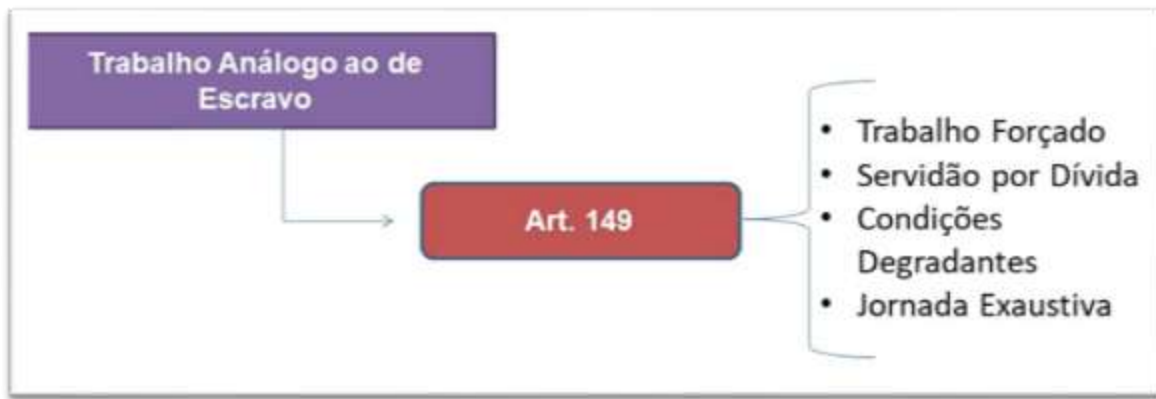 Trabalho Análogo ao de
Escravo
Art. 149
• Trabalho Forçado
• Servidão por Dívida
• Condições
Degradantes
• Jornada Exaustiva